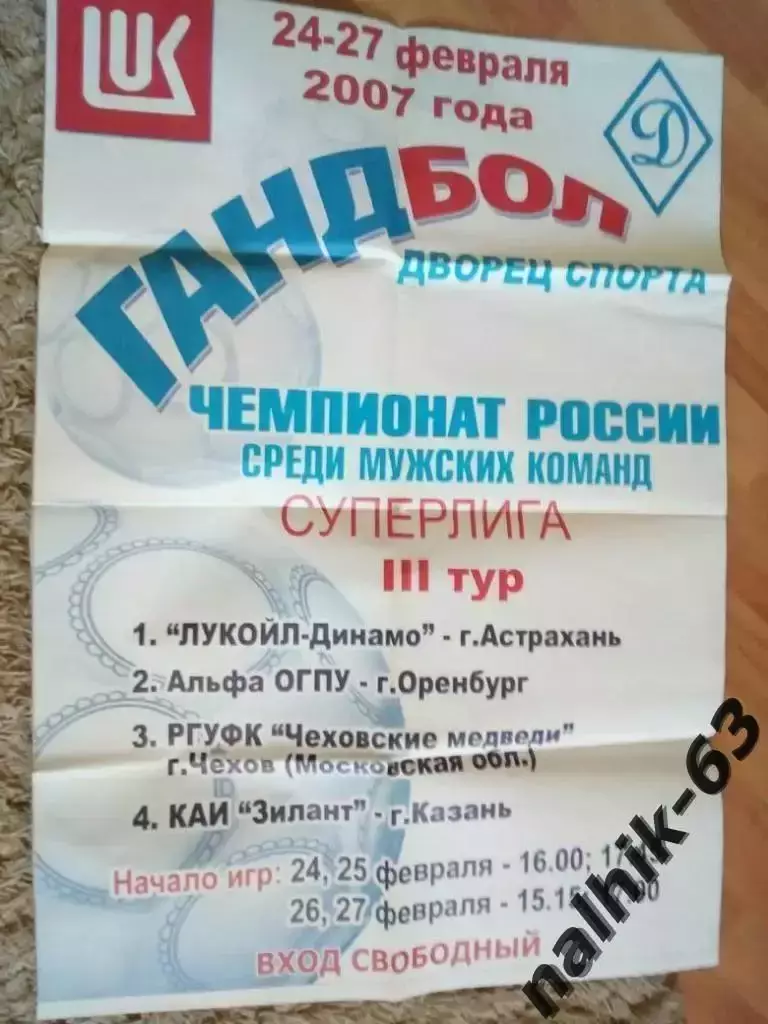 LUK
24-27 февраля
2007 года
Д
ГАНДБОЛ
ДВОРЕЦ СПОРТА
ЧЕМПИОНАТ РОССИИ
СРЕДИ МУЖСКИХ КОМАНД
СУПЕРЛИГА
III тур
1. "ЛУКОЙЛ-Динамо" - г.Астрахань
2. Альфа ОГПУ - г.Оренбург
3. РГУФК "Чеховские медведи"
г.Чехов (Московская обл.)
4. КАИ "Зилант" - г.Казань
Начало игр: 24, 25 февраля - 16.00;
26, 27 февраля - 15.15
ВХОД СВОБОДНЫЙ
nalhik-63